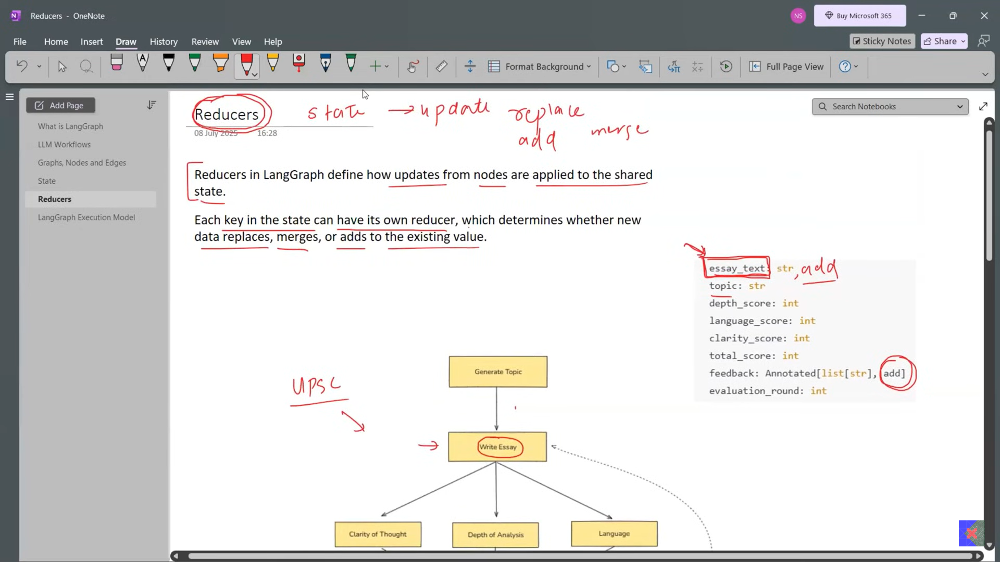 Reducers - OneNote
NS
Buy Microsoft 365
File Home Insert Draw History Review View Help
Sticky Notes
Share
Format Background
Full Page View
Add Page
What is LangGraph
LLM Workflows
Graphs, Nodes and Edges
State
Reducers
LangGraph Execution Model
Search Notebooks
Reducers
08 July 2025 16:28
state → update replace
add merge
Reducers in LangGraph define how updates from nodes are applied to the shared
state.
Each key in the state can have its own reducer, which determines whether new
data replaces, merges, or adds to the existing value.
essay_text: str , add
topic: str
depth_score: int
language_score: int
clarity_score: int
total_score: int
feedback: Annotated[list[str], add]
evaluation_round: int
UPSC
Generate Topic
Write Essay
Clarity of Thought
Depth of Analysis
Language